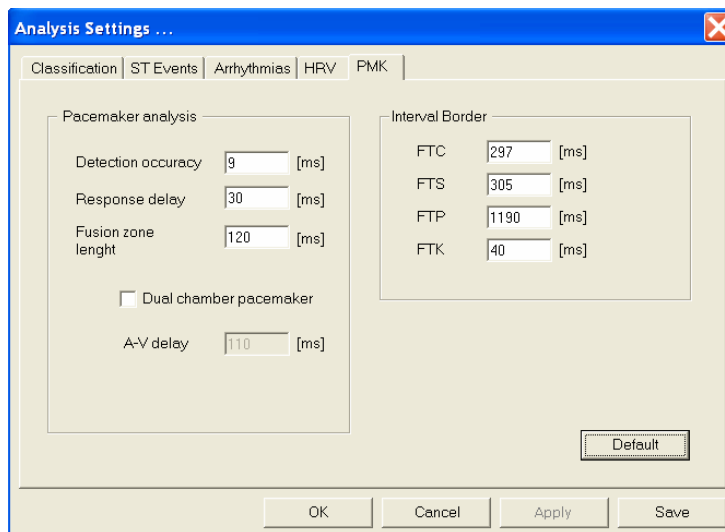 Analysis Settings ...
Classification ST Events Arrhythmias HRV PMK
Pacemaker analysis
Detection occuracy 9 [ms]
Response delay 30 [ms]
Fusion zone
lenght 120 [ms]
Dual chamber pacemaker
A-V delay 110 [ms]
Interval Border
FTC 297 [ms]
FTS 305 [ms]
FTP 1190 [ms]
FTK 40 [ms]
Default
OK Cancel Apply Save